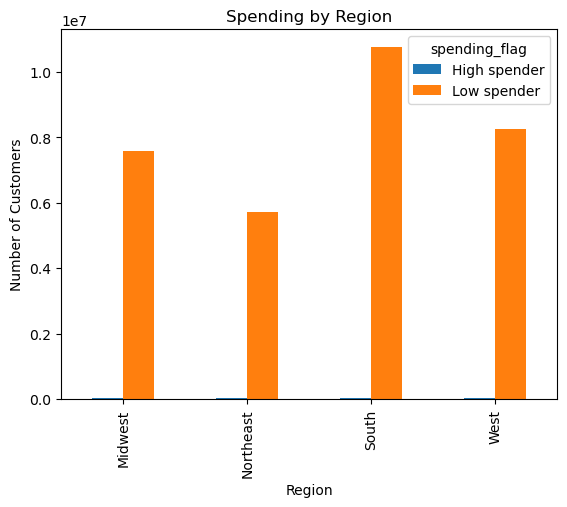 Spending by Region
1e7
spending_flag
High spender
Low spender
1.0
0.8
0.6
0.4
0.2
0.0
Number of Customers
Midwest
Northeast
South
West
Region